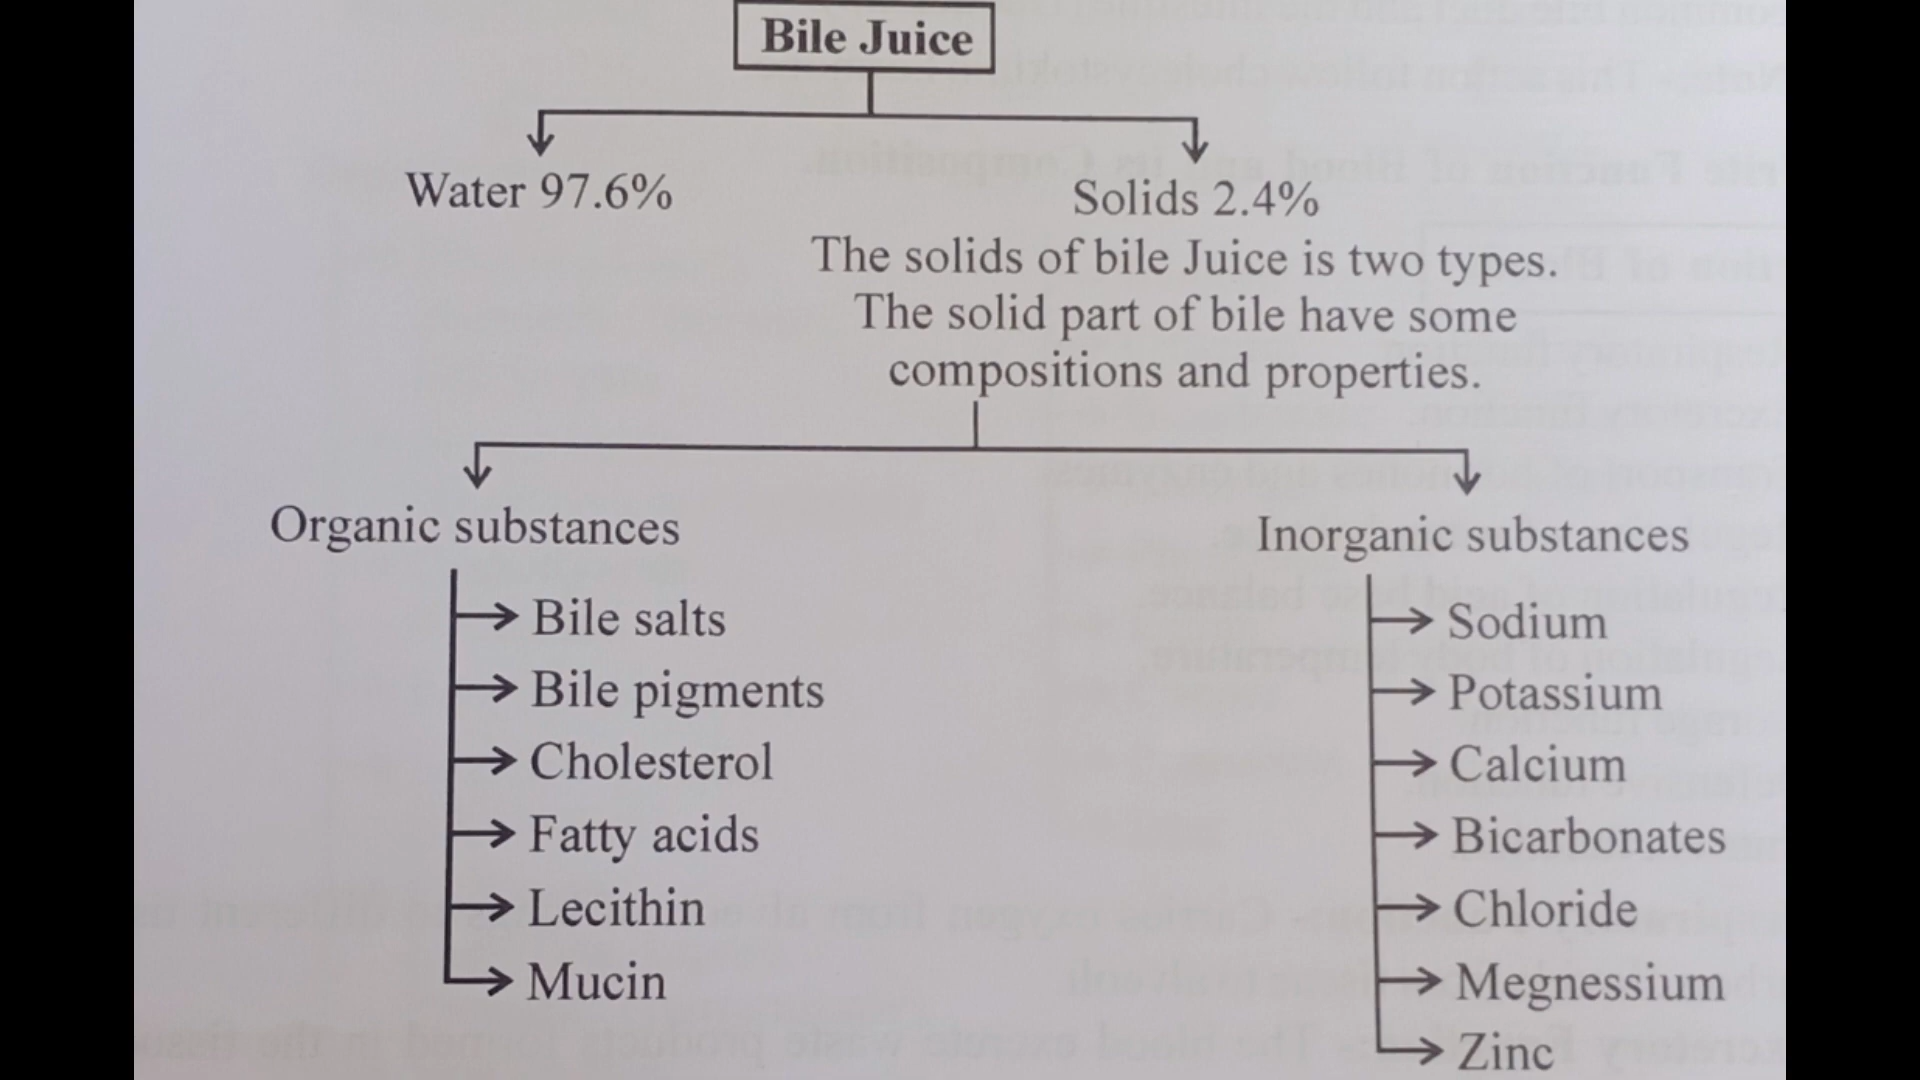 Bile Juice
Water 97.6%
Solids 2.4%
The solids of bile Juice is two types.
The solid part of bile have some
compositions and properties.
Organic substances
Bile salts
Bile pigments
Cholesterol
Fatty acids
Lecithin
Mucin
Inorganic substances
Sodium
Potassium
Calcium
Bicarbonates
Chloride
Megnessium
Zinc